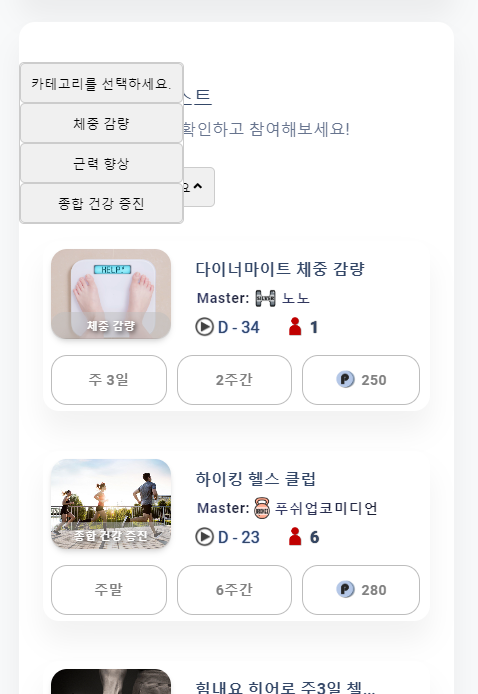 카테고리를 선택하세요.
체중 감량
근력 향상
종합 건강 증진
스트
확인하고 참여해보세요!
요
HELP!
체중 감량
다이너마이트 체중 감량
Master: 노노
D - 34 1
주 3일 2주간 P 250
종합 건강 증진
하이킹 헬스 클럽
Master: 푸쉬업코미디언
D - 23 6
주말 6주간 P 280
힘내요 히어로 주3일 첼...